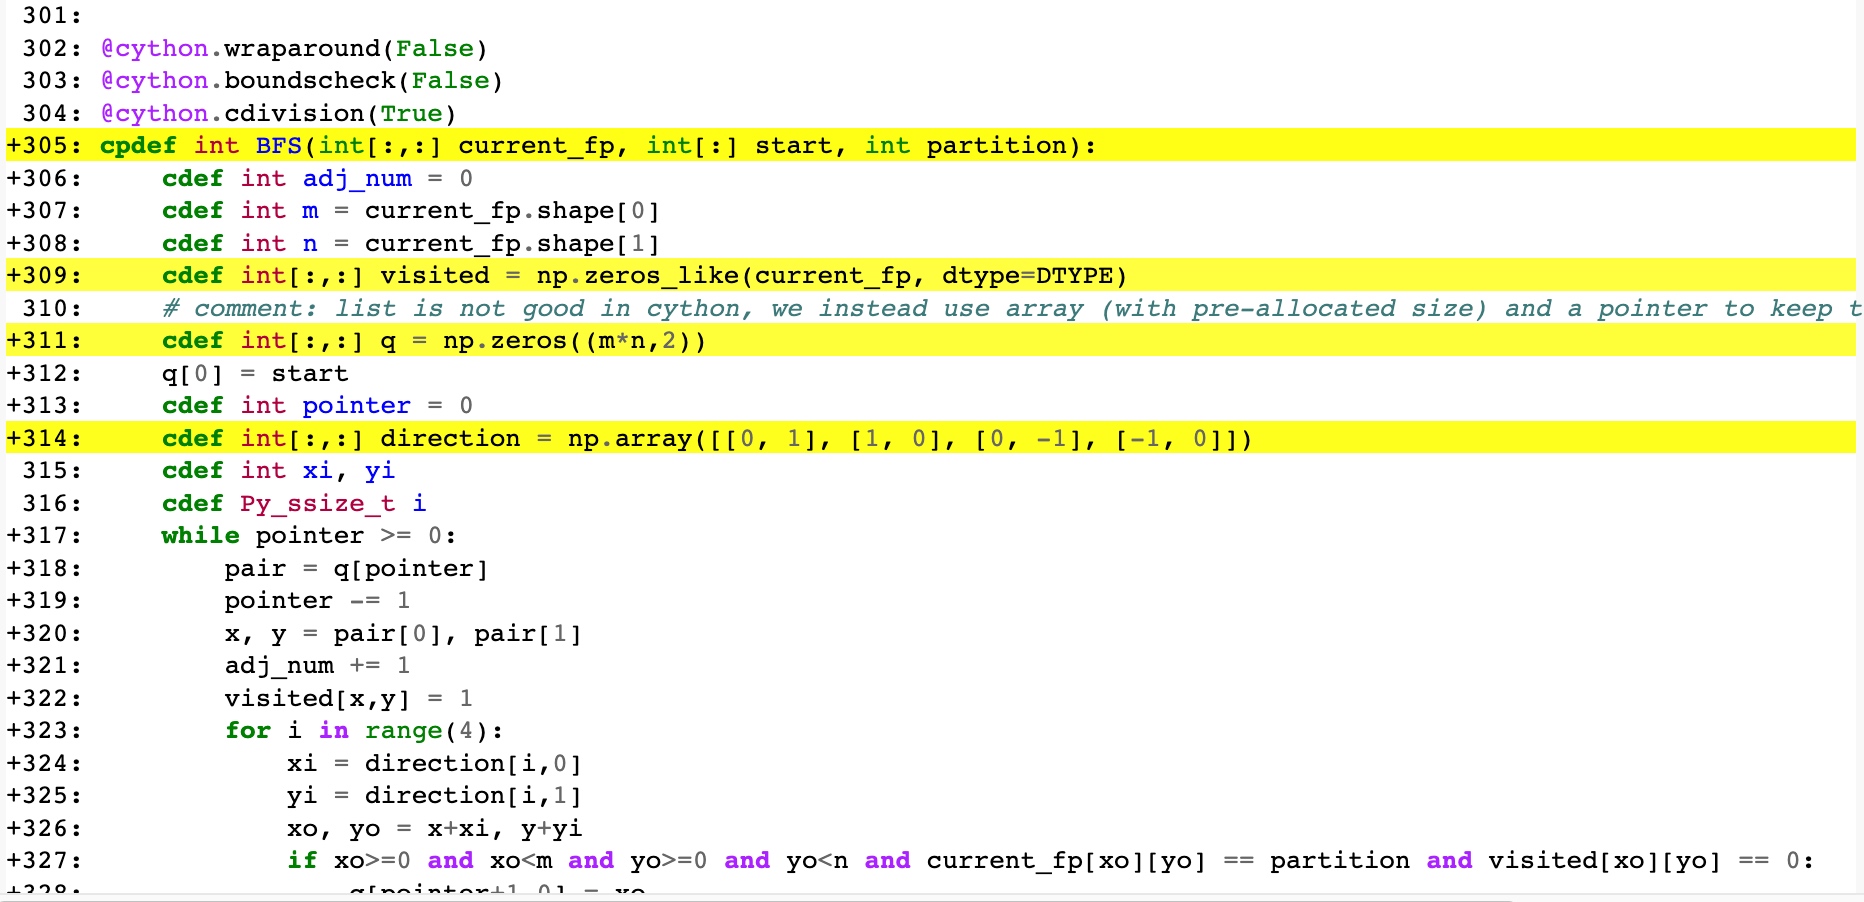 301:
302: @cython.wraparound(False)
303: @cython.boundscheck(False)
304: @cython.cdivision(True)
+305: cpdef int BFS(int[:,:] current_fp, int[:] start, int partition):
+306:     cdef int adj_num = 0
+307:     cdef int m = current_fp.shape[0]
+308:     cdef int n = current_fp.shape[1]
+309:     cdef int[:,:] visited = np.zeros_like(current_fp, dtype=DTYPE)
310:     # comment: list is not good in cython, we instead use array (with pre-allocated size) and a pointer to keep t
+311:     cdef int[:,:] q = np.zeros((m*n,2))
+312:     q[0] = start
+313:     cdef int pointer = 0
+314:     cdef int[:,:] direction = np.array([[0, 1], [1, 0], [0, -1], [-1, 0]])
315:     cdef int xi, yi
316:     cdef Py_ssize_t i
+317:     while pointer >= 0:
+318:         pair = q[pointer]
+319:         pointer -= 1
+320:         x, y = pair[0], pair[1]
+321:         adj_num += 1
+322:         visited[x,y] = 1
+323:         for i in range(4):
+324:             xi = direction[i,0]
+325:             yi = direction[i,1]
+326:             xo, yo = x+xi, y+yi
+327:             if xo>=0 and xo<m and yo>=0 and yo<n and current_fp[xo][yo] == partition and visited[xo][yo] == 0:
+328:                 q[pointer+1,0] = xo